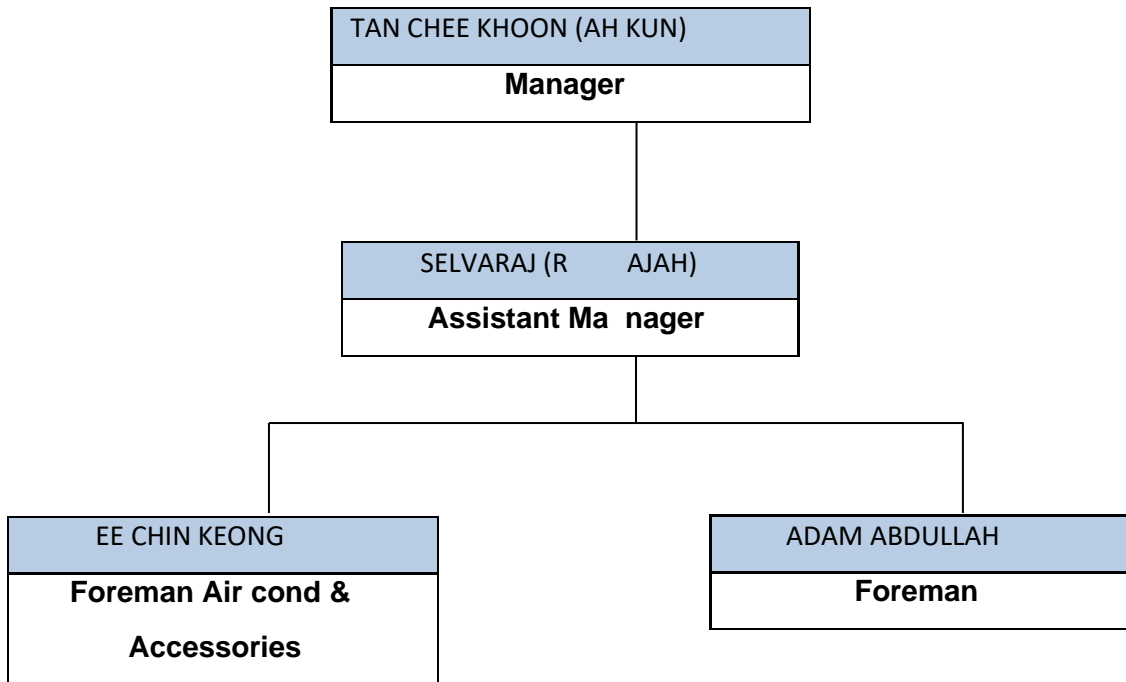 TAN CHEE KHOON (AH KUN)
Manager
SELVARAJ (R AJAH)
Assistant Ma nager
EE CHIN KEONG
Foreman Air cond &
Accessories
ADAM ABDULLAH
Foreman